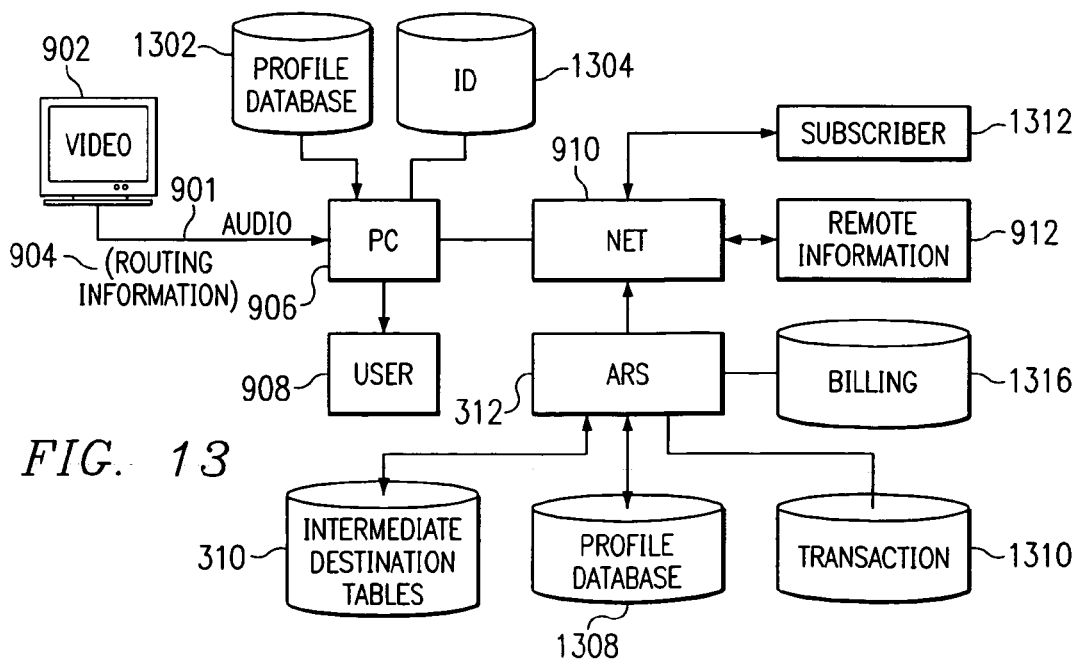 902
1302
PROFILE
DATABASE
ID
1304
VIDEO
901
AUDIO
904
(ROUTING
INFORMATION)
PC
906
910
NET
SUBSCRIBER
1312
REMOTE
INFORMATION
912
USER
908
ARS
312
BILLING
1316
FIG. 13
310
INTERMEDIATE
DESTINATION
TABLES
PROFILE
DATABASE
1308
TRANSACTION
1310